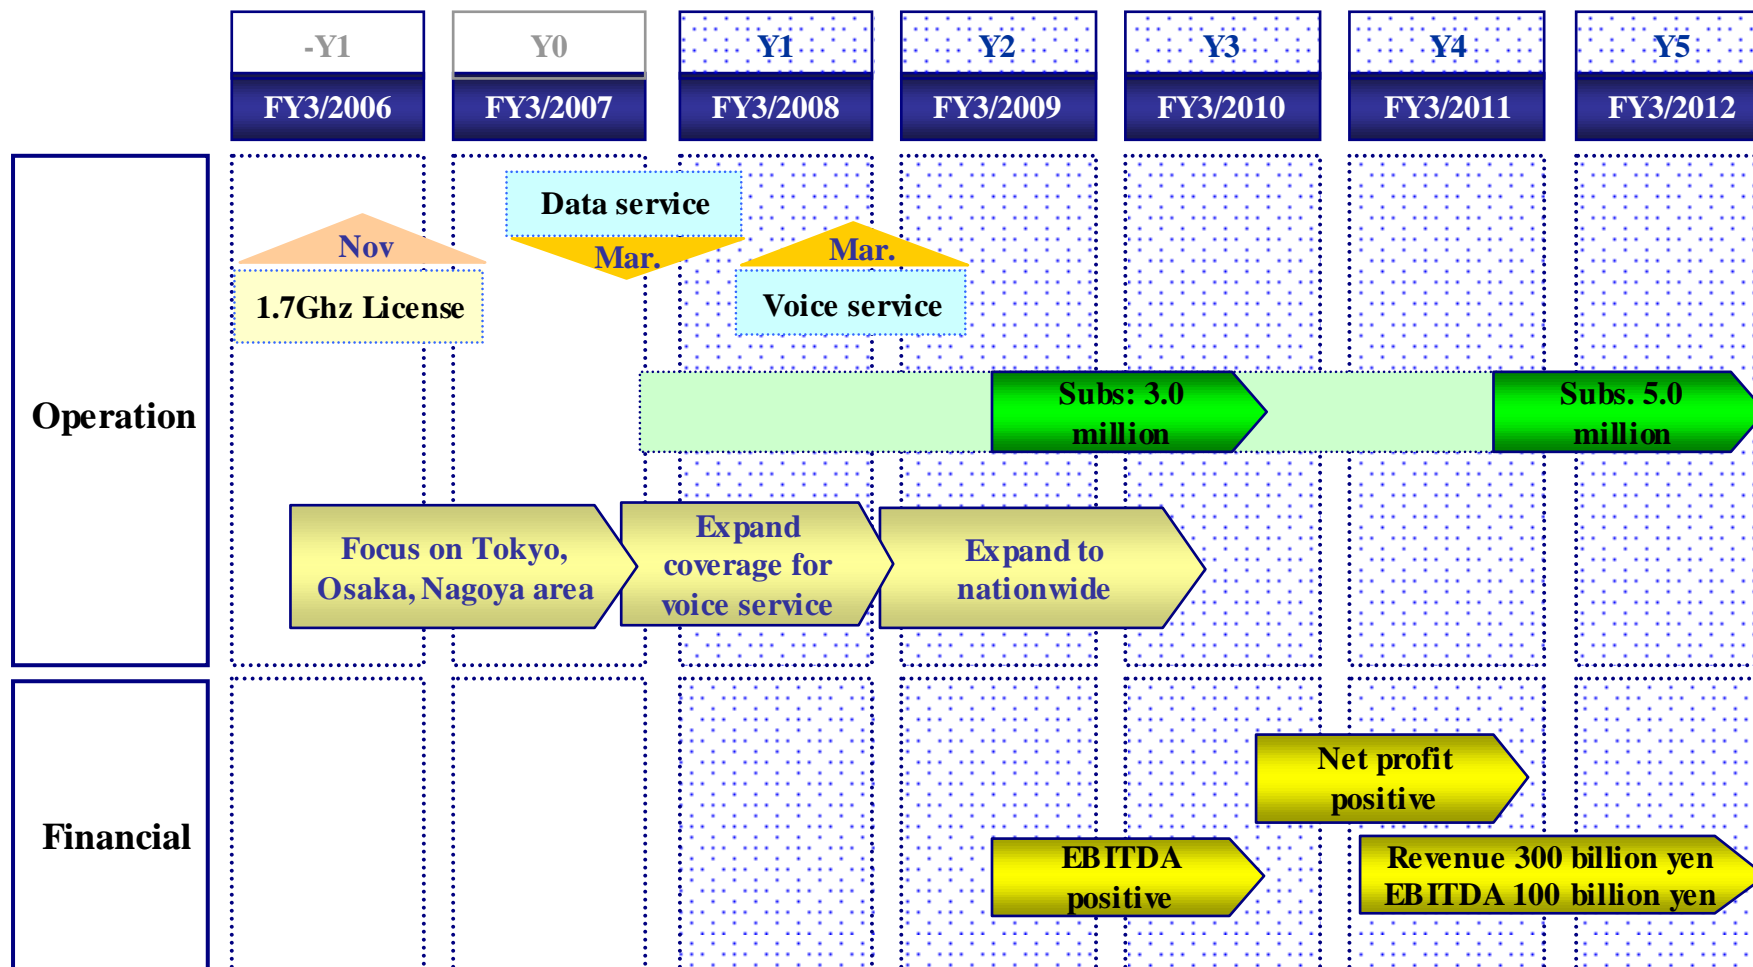 -Y1
Y0
Y1
Y2
Y3
Y4
Y5
FY3/2006
FY3/2007
FY3/2008
FY3/2009
FY3/2010
FY3/2011
FY3/2012
Operation
Data service
Mar.
Nov
1.7Ghz License
Mar.
Voice service
Subs: 3.0
million
Subs. 5.0
million
Focus on Tokyo,
Osaka, Nagoya area
Expand
coverage for
voice service
Expand to
nationwide
Financial
Net profit
positive
EBITDA
positive
Revenue 300 billion yen
EBITDA 100 billion yen